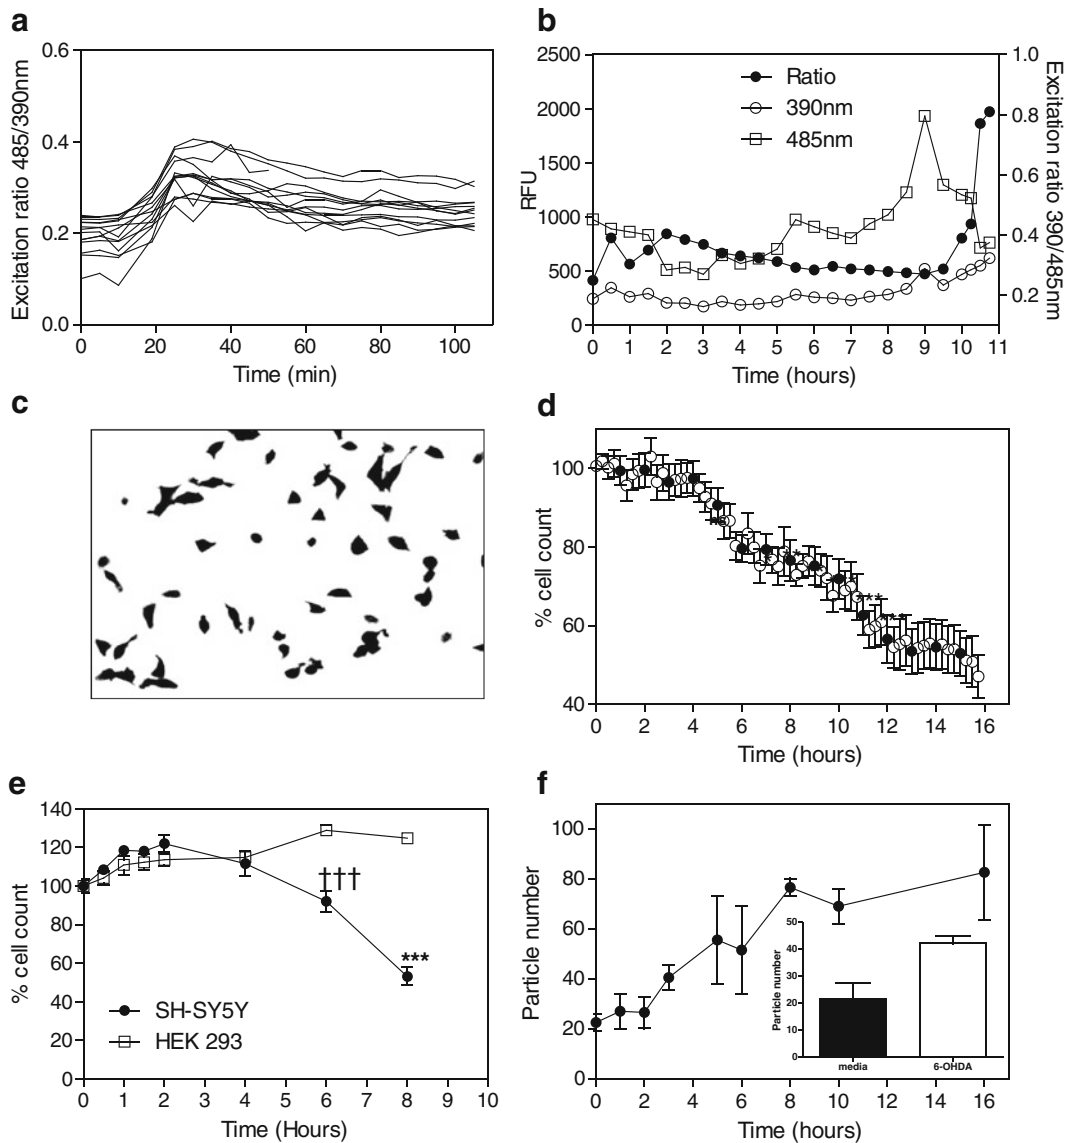 a
0.6
0.4
0.2
0.0
Excitation ratio 485/390nm
0 20 40 60 80 100
Time (min)
b
2500
2000
1500
1000
500
0
RFU
Ratio
390nm
485nm
1.0
0.8
0.6
0.4
0.2
Excitation ratio 390/485nm
0 1 2 3 4 5 6 7 8 9 10 11
Time (hours)
c
d
100
80
60
40
% cell count
***
***
0 2 4 6 8 10 12 14 16
Time (hours)
e
140
120
100
80
60
40
20
0
% cell count
†††
***
SH-SY5Y
HEK 293
0 1 2 3 4 5 6 7 8 9 10
Time (Hours)
f
100
80
60
40
20
0
Particle number
50
40
30
20
10
0
Particle number
media 6-OHDA
0 2 4 6 8 10 12 14 16
Time (hours)